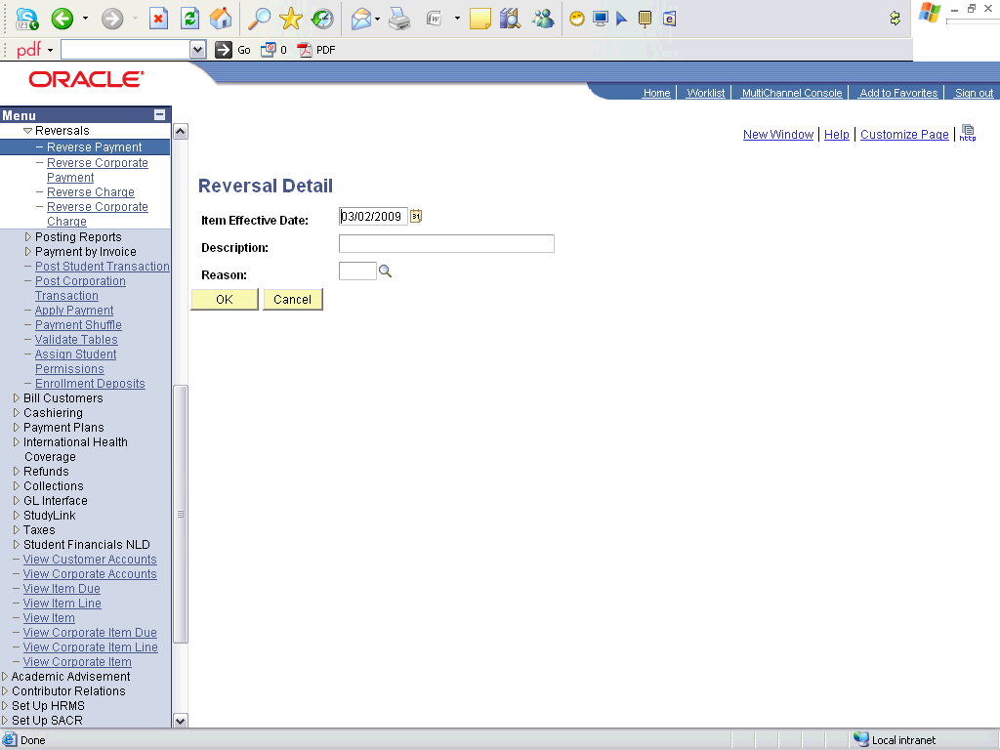 pdf
Go
0
PDF
ORACLE
Home
Worklist
MultiChannel Console
Add to Favorites
Sign out
New Window
Help
Customize Page
http
Menu
Reversals
Reverse Payment
Reverse Corporate
Payment
Reverse Charge
Reverse Corporate
Charge
Posting Reports
Payment by Invoice
Post Student Transaction
Post Corporation
Transaction
Apply Payment
Payment Shuffle
Validate Tables
Assign Student
Permissions
Enrollment Deposits
Bill Customers
Cashiering
Payment Plans
International Health
Coverage
Refunds
Collections
GL Interface
StudyLink
Taxes
Student Financials NLD
View Customer Accounts
View Corporate Accounts
View Item Due
View Item Line
View Item
View Corporate Item Due
View Corporate Item Line
View Corporate Item
Academic Advisement
Contributor Relations
Set Up HRMS
Set Up SACR
Reversal Detail
Item Effective Date: 03/02/2009 31
Description:
Reason:
OK Cancel
Done
Local intranet